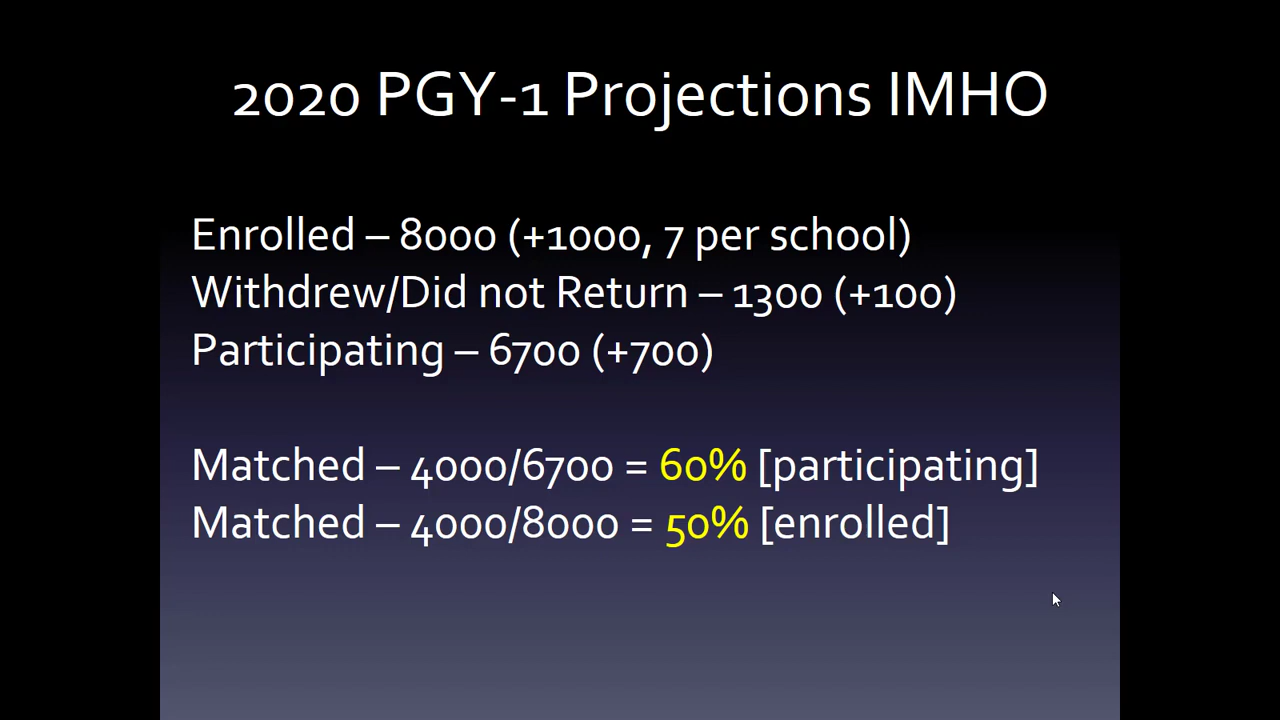 2020 PGY-1 Projections IMHO
Enrolled – 8000 (+1000, 7 per school)
Withdrew/Did not Return – 1300 (+100)
Participating – 6700 (+700)
Matched – 4000/6700 = 60% [participating]
Matched – 4000/8000 = 50% [enrolled]